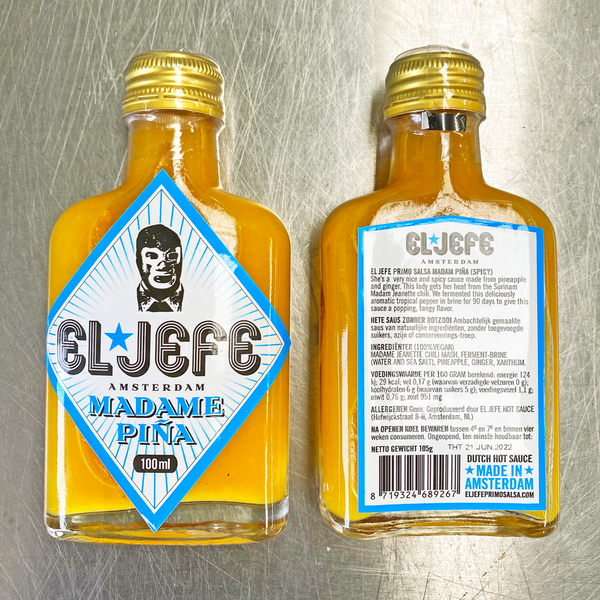 EL★JEFE
AMSTERDAM
MADAME
PIÑA
100ml
EL★JEFE
AMSTERDAM
EL JEFE PRIMO SALSA MADAM PIÑA (SPICY)
She's a very nice and spicy sauce made from pineapple
and ginger. This lady gets her heat from the Surinam
Madam Jeanette chili. We fermented this deliciously
aromatic tropical pepper in brine for 90 days to give this
sauce a popping, tangy flavor.
HETE SAUS ZONDER ROTZOOI Ambachtelijk gemaakte
saus van natuurlijke ingrediënten, zonder toegevoegde
suikers, azijn of conserveerings-troep.
INGREDIËNTEN (100%VEGAN)
MADAME JEANETTE CHILI MASH, FERMENT-BRINE
(WATER AND SEA SALT), PINEAPPLE, GINGER, XANTHUM.
VOEDINGSWAARDE PER 100 GRAM berekend: energie 124
kj; 29 kcal; vet 0,17 g (waarvan verzadigde vetzuren 0 g);
koolhydraten 6 g (waarvan suikers 5 g); voedingsvezel 1,1 g;
eiwit 0,76 g; zout 951 mg
ALLERGENEN Geen. Geproduceerd door EL JEFE HOT SAUCE
(Hofwijckstraat 8-II, Amsterdam, NL)
NA OPENEN KOEL BEWAREN tussen 4º en 7º en binnen vier
weken consumeren. Ongeopend, ten minste houdbaar tot:
NETTO GEWICHT 105g THT 21 JUN.2022
DUTCH HOT SAUCE
★MADE IN★
AMSTERDAM
ELJEFEPRIMOSALSA.COM
8 719324 689267